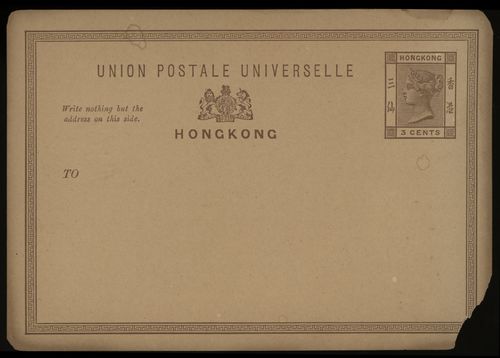 UNION POSTALE UNIVERSELLE
Write nothing but the
address on this side.
HONGKONG
TO
HONGKONG
香港
三仙
3 CENTS